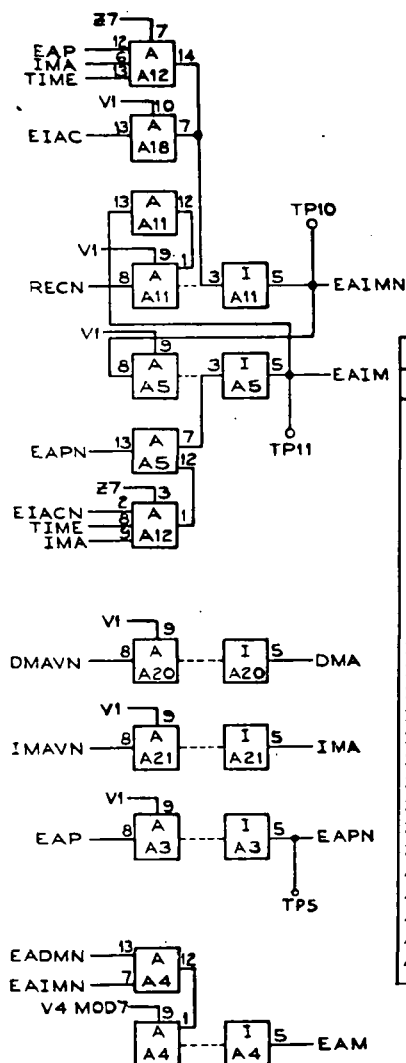 Z7 7
EAP 12
IMA 6
TIME 13
A
A12
14
V1 10
EIAC 13
A
A18
7
13
A
A11
12
TP10
V1 9
RECN 8
A
A11
1
3
I
A11
5
EAIMN
V1 9
8
A
A5
3
I
A5
5
EAIM
TP11
EAPN 13
A
A5
7
12
Z7 3
EIACN 2
TIME 8
IMA
A
A12
1
V1 9
DMAVN 8
A
A20
I
A20
5
DMA
V1 9
IMAVN 8
A
A21
I
A21
5
IMA
V1 9
EAP 8
A
A3
I
A3
5
EAPN
TP5
EADMN 13
EAIMN 7
A
A4
12
V4 MOD7 9
1
A
A4
I
A4
5
EAM